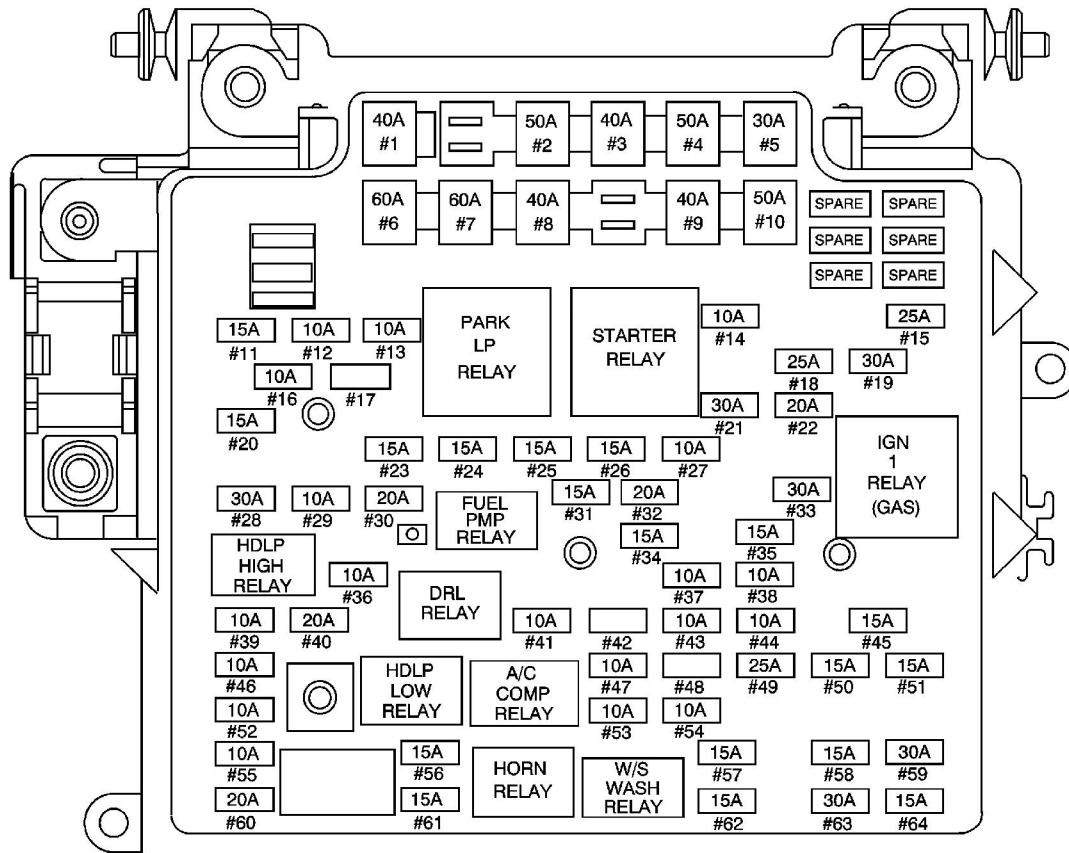 40A 50A 40A 50A 30A
#1 #2 #3 #4 #5
60A 60A 40A 40A 50A
#6 #7 #8 #9 #10
SPARE SPARE
SPARE SPARE
SPARE SPARE
PARK
LP
RELAY
STARTER
RELAY
15A 10A 10A 10A 25A
#11 #12 #13 #14 #15
10A
#16 #17
25A 30A
#18 #19
15A
#20
30A 20A
#21 #22
IGN
1
RELAY
(GAS)
15A 15A 15A 15A 10A
#23 #24 #25 #26 #27
30A 10A 20A
#28 #29 #30
FUEL
PMP
RELAY
15A 20A 30A
#31 #32 #33
15A 15A
#34 #35
HDLP
HIGH
RELAY
10A
#36
DRL
RELAY
10A 10A
#37 #38
10A 20A 10A 10A 10A 15A
#39 #40 #41 #42 #43 #44 #45
10A
#46
HDLP
LOW
RELAY
A/C
COMP
RELAY
10A 25A 15A 15A
#47 #48 #49 #50 #51
10A 10A 10A
#52 #53 #54
10A 15A
#55 #56
HORN
RELAY
W/S
WASH
RELAY
15A 15A 30A
#57 #58 #59
20A 15A 15A 30A 15A
#60 #61 #62 #63 #64